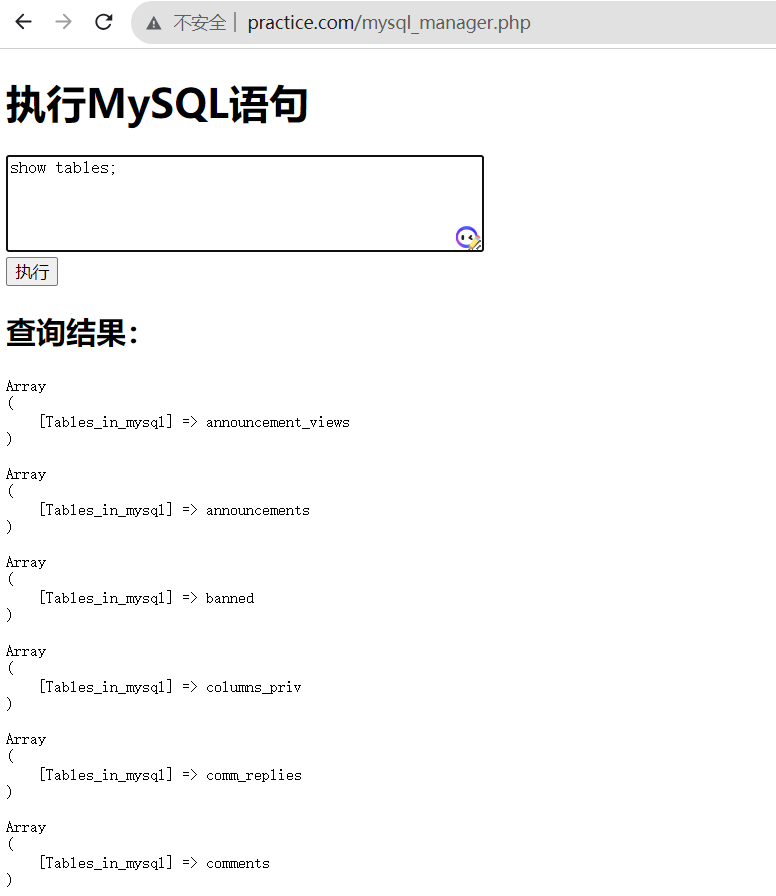 不安全 practice.com/mysql_manager.php
执行MySQL语句
show tables;
执行
查询结果：
Array
(
[Tables_in_mysql] => announcement_views
)
Array
(
[Tables_in_mysql] => announcements
)
Array
(
[Tables_in_mysql] => banned
)
Array
(
[Tables_in_mysql] => columns_priv
)
Array
(
[Tables_in_mysql] => comm_replies
)
Array
(
[Tables_in_mysql] => comments
)